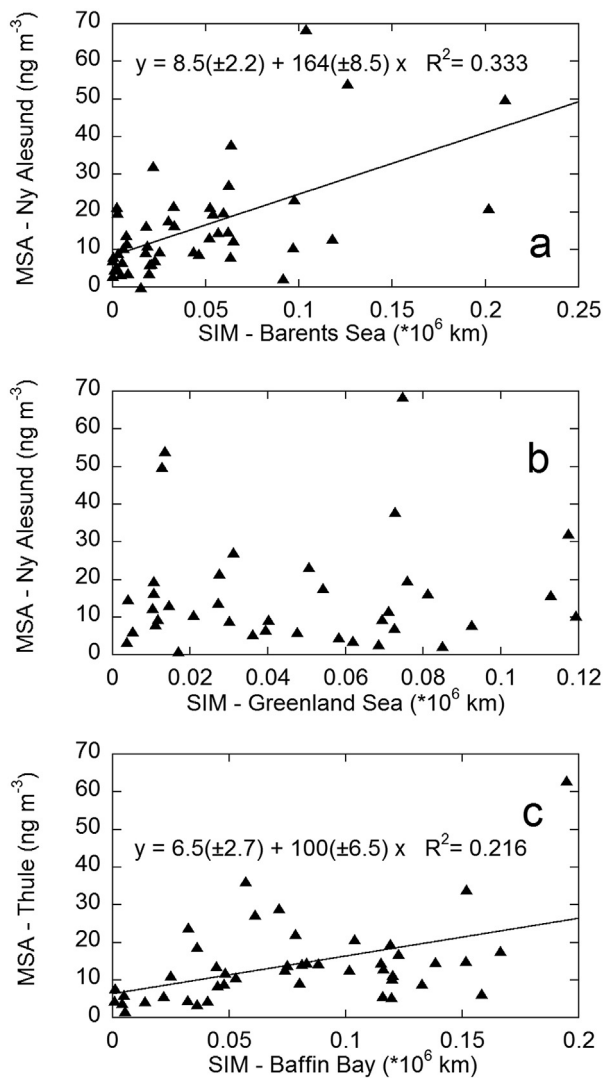 70
60
50
40
30
20
10
0
MSA - Ny Alesund (ng m⁻³)
y = 8.5(±2.2) + 164(±8.5) x R²= 0.333
a
0 0.05 0.1 0.15 0.2 0.25
SIM - Barents Sea (*10⁶ km)
70
60
50
40
30
20
10
0
MSA - Ny Alesund (ng m⁻³)
b
0 0.02 0.04 0.06 0.08 0.1 0.12
SIM - Greenland Sea (*10⁶ km)
70
60
50
40
30
20
10
0
MSA - Thule (ng m⁻³)
c
y = 6.5(±2.7) + 100(±6.5) x R²= 0.216
0 0.05 0.1 0.15 0.2
SIM - Baffin Bay (*10⁶ km)